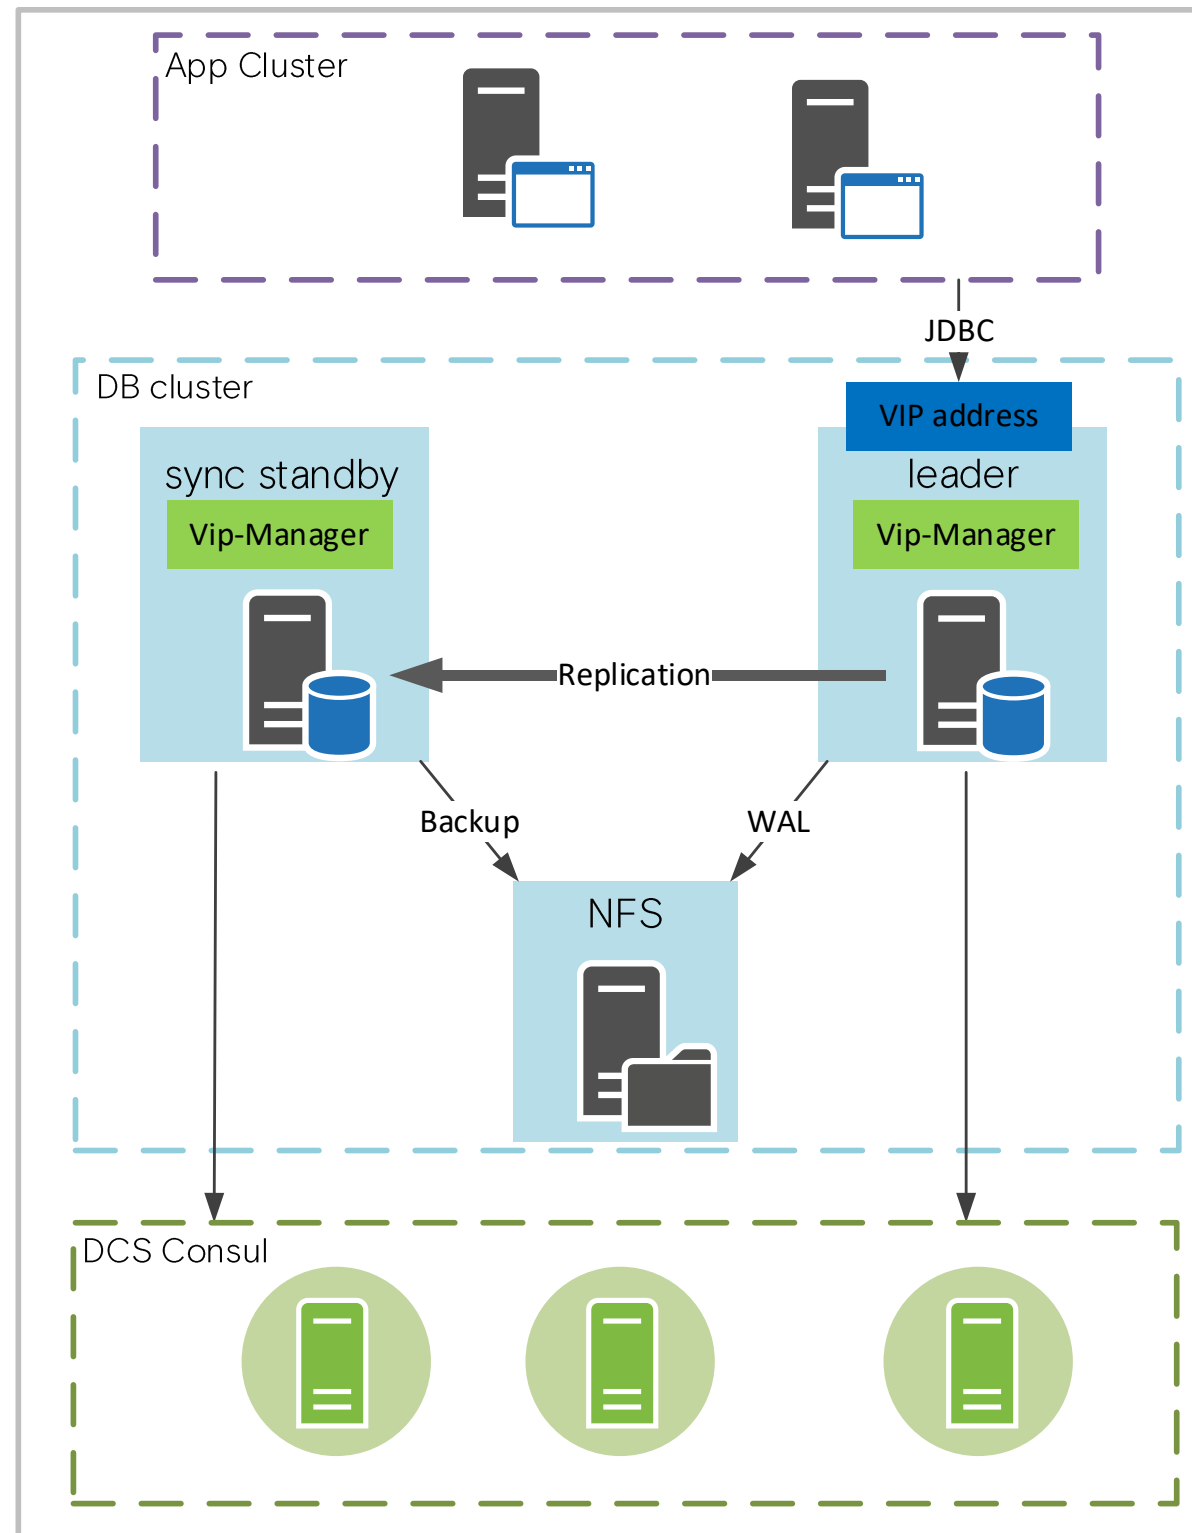 App Cluster
JDBC
DB cluster
VIP address
sync standby
leader
Vip-Manager
Vip-Manager
Replication
Backup
WAL
NFS
DCS Consul